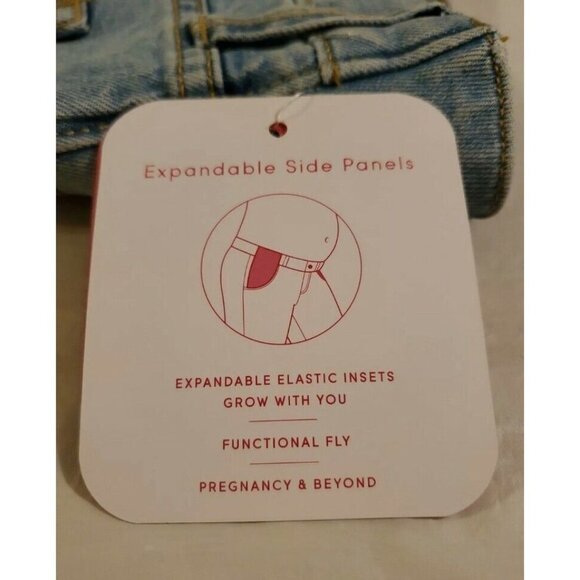 Expandable Side Panels
EXPANDABLE ELASTIC INSETS
GROW WITH YOU
FUNCTIONAL FLY
PREGNANCY & BEYOND